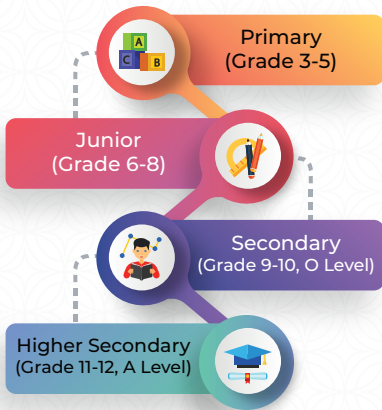 A
C
B
Primary
(Grade 3-5)
Junior
(Grade 6-8)
Secondary
(Grade 9-10, O Level)
Higher Secondary
(Grade 11-12, A Level)